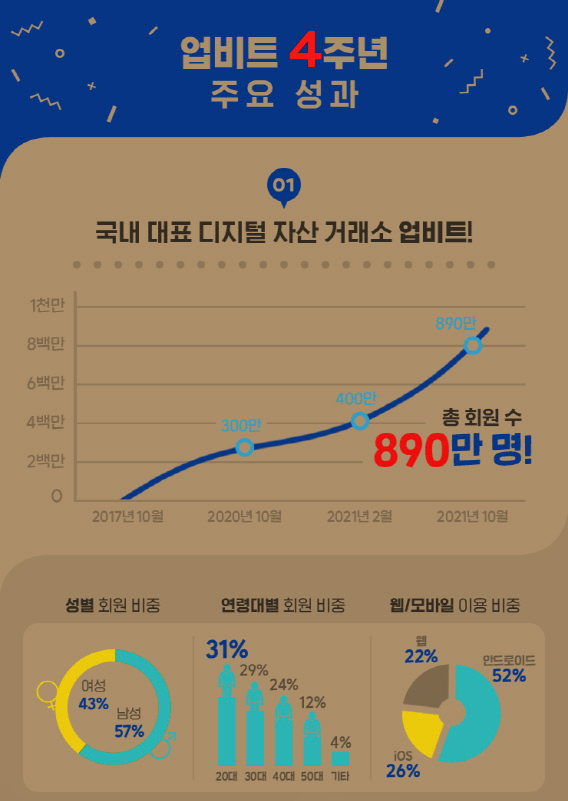 업비트 4주년
주요 성과
01
국내 대표 디지털 자산 거래소 업비트!
1천만
8백만
6백만
4백만
2백만
0
890만
400만
300만
총 회원 수
890만 명!
2017년 10월 2020년 10월 2021년 2월 2021년 10월
성별 회원 비중
여성
43%
남성
57%
연령대별 회원 비중
31%
29%
24%
12%
4%
20대 30대 40대 50대 기타
웹/모바일 이용 비중
웹
22%
안드로이드
52%
iOS
26%